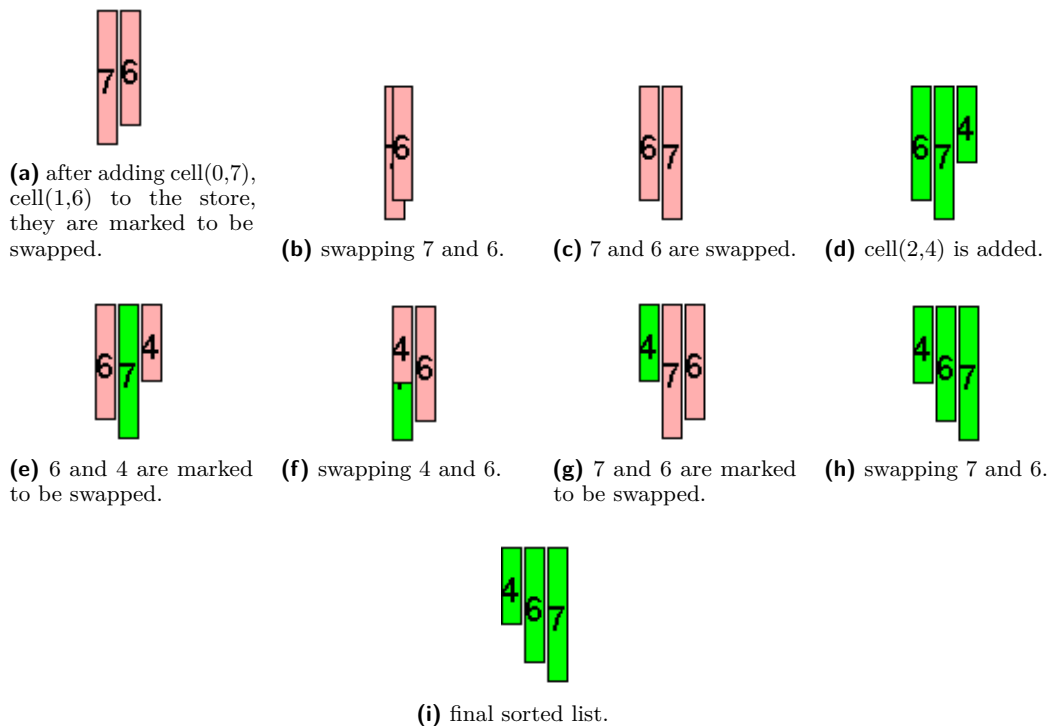 7 6
(a) after adding cell(0,7),
cell(1,6) to the store,
they are marked to be
swapped.
6
(b) swapping 7 and 6.
6 7
(c) 7 and 6 are swapped.
6 7 4
(d) cell(2,4) is added.
6 7 4
(e) 6 and 4 are marked
to be swapped.
4 6
(f) swapping 4 and 6.
4 7 6
(g) 7 and 6 are marked
to be swapped.
4 6 7
(h) swapping 7 and 6.
4 6 7
(i) final sorted list.